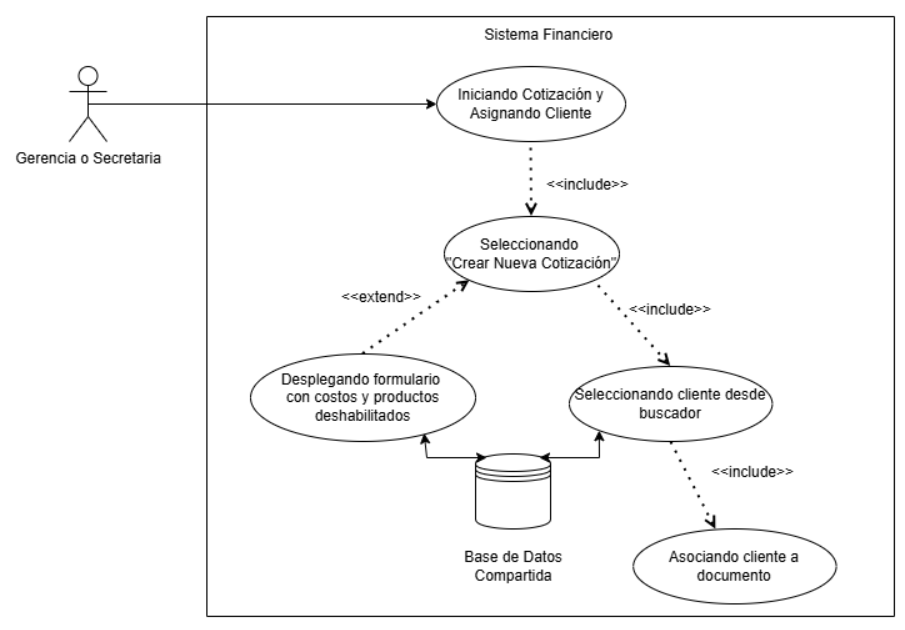 Sistema Financiero
Iniciando Cotización y
Asignando Cliente
Gerencia o Secretaria
<<include>>
Seleccionando
"Crear Nueva Cotización"
<<extend>>
<<include>>
Desplegando formulario
con costos y productos
deshabilitados
Seleccionando cliente desde
buscador
<<include>>
Base de Datos
Compartida
Asociando cliente a
documento